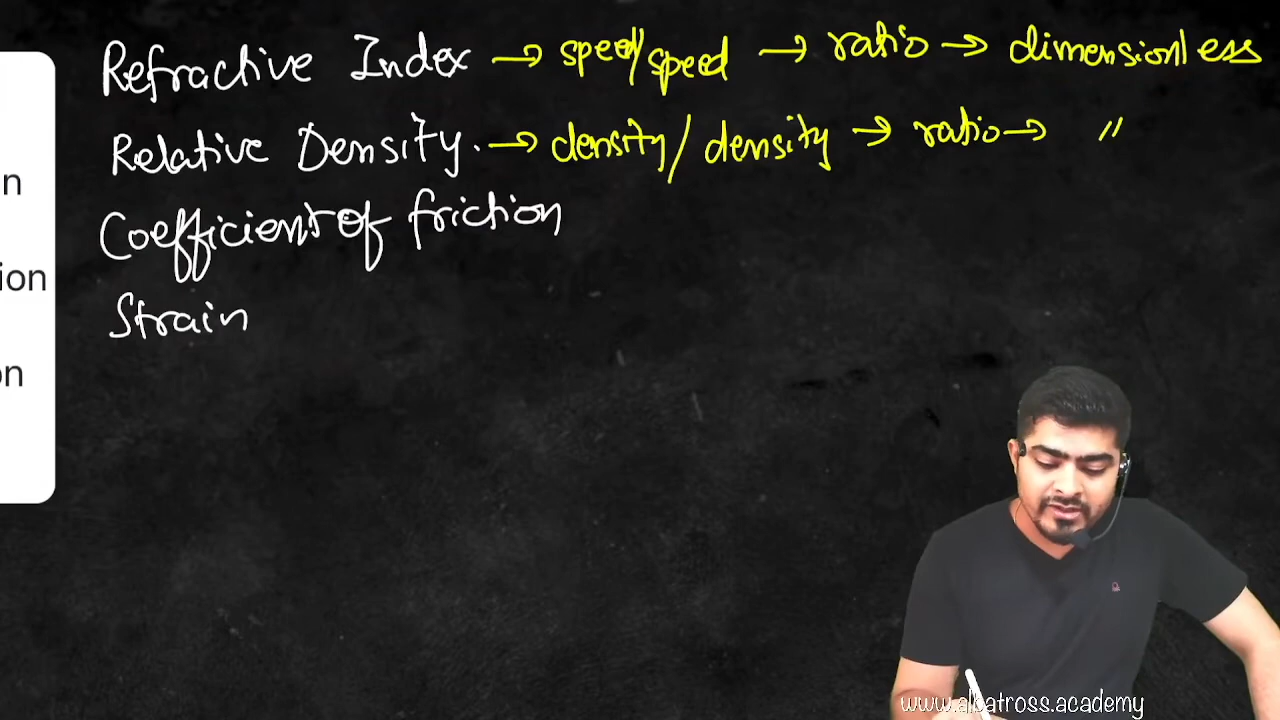 Refractive Index → speed/speed → ratio → dimensionless
Relative Density. → density/density → ratio → "
Coefficient of friction
Strain
n
ion
on
www.albatross.academy